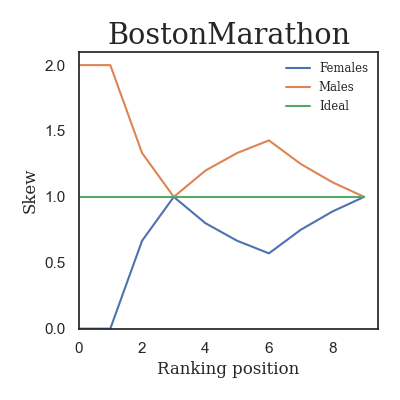 BostonMarathon
2.0
1.5
1.0
0.5
0.0
Skew
Females
Males
Ideal
0 2 4 6 8
Ranking position